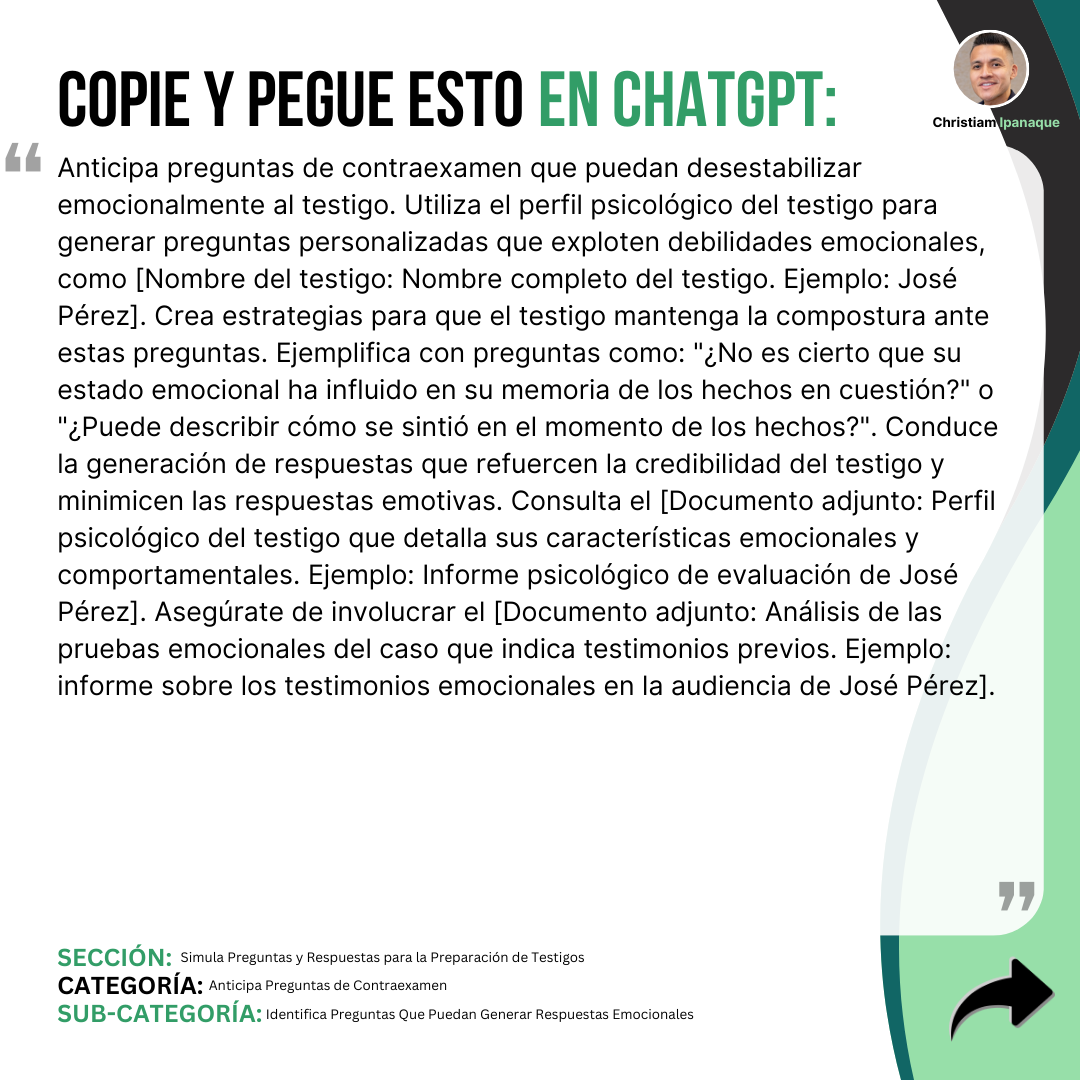 COPIE Y PEGUE ESTO EN CHATGPT:
Christiam Ipanaque
“
Anticipa preguntas de contraexamen que puedan desestabilizar
emocionalmente al testigo. Utiliza el perfil psicológico del testigo para
generar preguntas personalizadas que exploten debilidades emocionales,
como [Nombre del testigo: Nombre completo del testigo. Ejemplo: José
Pérez]. Crea estrategias para que el testigo mantenga la compostura ante
estas preguntas. Ejemplifica con preguntas como: "¿No es cierto que su
estado emocional ha influido en su memoria de los hechos en cuestión?" o
"¿Puede describir cómo se sintió en el momento de los hechos?". Conduce
la generación de respuestas que refuercen la credibilidad del testigo y
minimicen las respuestas emotivas. Consulta el [Documento adjunto: Perfil
psicológico del testigo que detalla sus características emocionales y
comportamentales. Ejemplo: Informe psicológico de evaluación de José
Pérez]. Asegúrate de involucrar el [Documento adjunto: Análisis de las
pruebas emocionales del caso que indica testimonios previos. Ejemplo:
informe sobre los testimonios emocionales en la audiencia de José Pérez].
”
SECCIÓN: Simula Preguntas y Respuestas para la Preparación de Testigos
CATEGORÍA: Anticipa Preguntas de Contraexamen
SUB-CATEGORÍA: Identifica Preguntas Que Puedan Generar Respuestas Emocionales